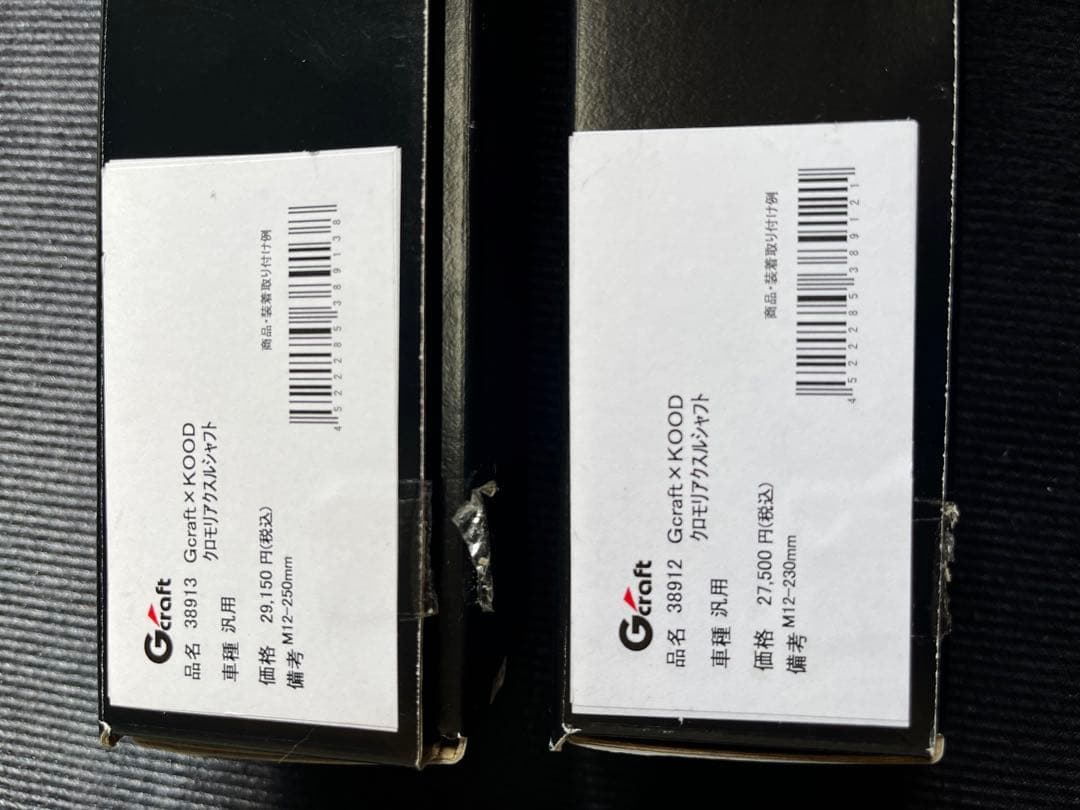 Gcraft
品名 38913 Gcraft×KOOD
ｸﾛﾓﾘｱｸｽﾙｼｬﾌﾄ
車種 汎用
価格 29,150 円(税込)
備考 M12-250mm
商品・装着取り付け例
4522285389138
Gcraft
品名 38912 Gcraft×KOOD
ｸﾛﾓﾘｱｸｽﾙｼｬﾌﾄ
車種 汎用
価格 27,500 円(税込)
備考 M12-230mm
商品・装着取り付け例
4522285389121